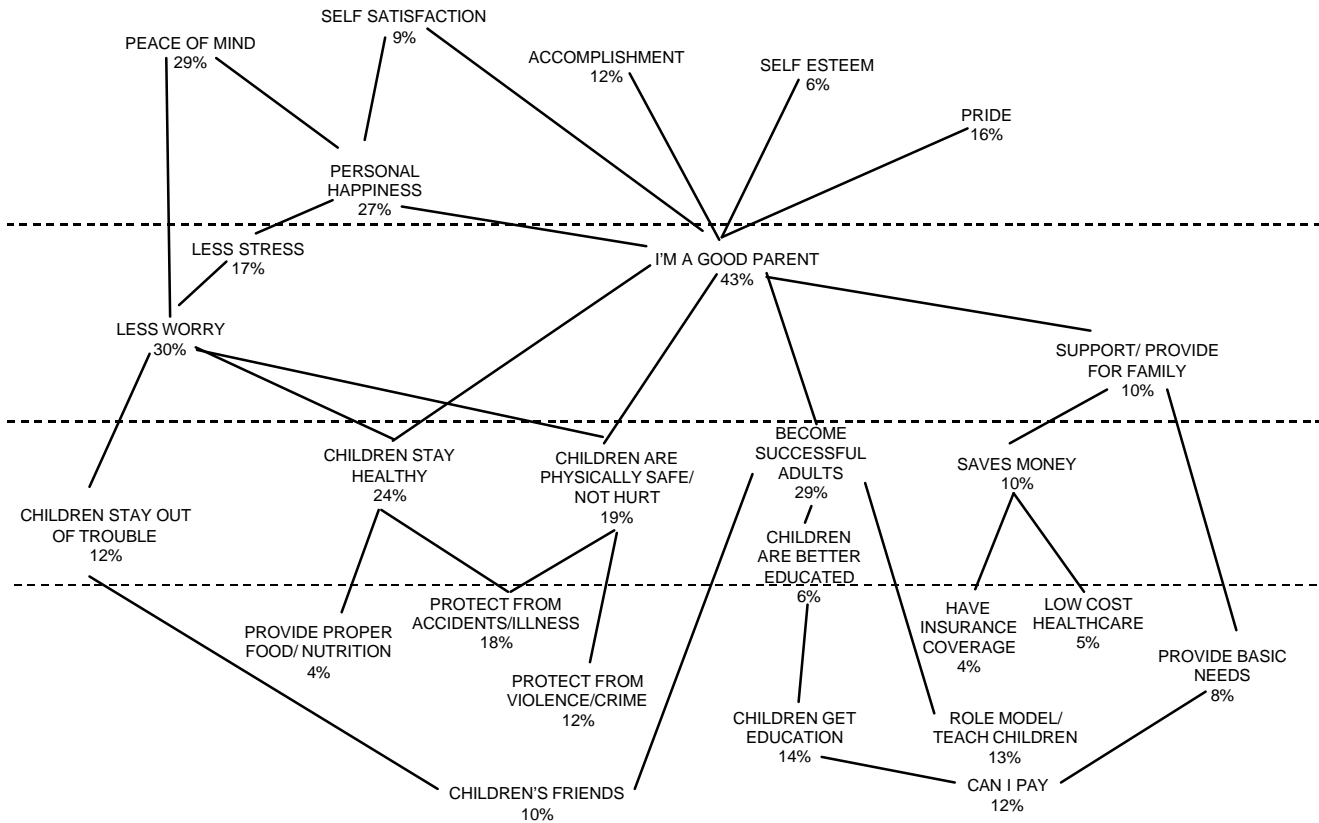 SELF SATISFACTION
9%
PEACE OF MIND
29%
ACCOMPLISHMENT
12%
SELF ESTEEM
6%
PRIDE
16%
PERSONAL
HAPPINESS
27%
LESS STRESS
17%
I'M A GOOD PARENT
43%
LESS WORRY
30%
SUPPORT/ PROVIDE
FOR FAMILY
10%
CHILDREN STAY
HEALTHY
24%
CHILDREN ARE
PHYSICALLY SAFE/
NOT HURT
19%
BECOME
SUCCESSFUL
ADULTS
29%
SAVES MONEY
10%
CHILDREN STAY OUT
OF TROUBLE
12%
CHILDREN
ARE BETTER
EDUCATED
6%
PROVIDE PROPER
FOOD/ NUTRITION
4%
PROTECT FROM
ACCIDENTS/ILLNESS
18%
HAVE
INSURANCE
COVERAGE
4%
LOW COST
HEALTHCARE
5%
PROVIDE BASIC
NEEDS
8%
PROTECT FROM
VIOLENCE/CRIME
12%
CHILDREN GET
EDUCATION
14%
ROLE MODEL/
TEACH CHILDREN
13%
CHILDREN'S FRIENDS
10%
CAN I PAY
12%